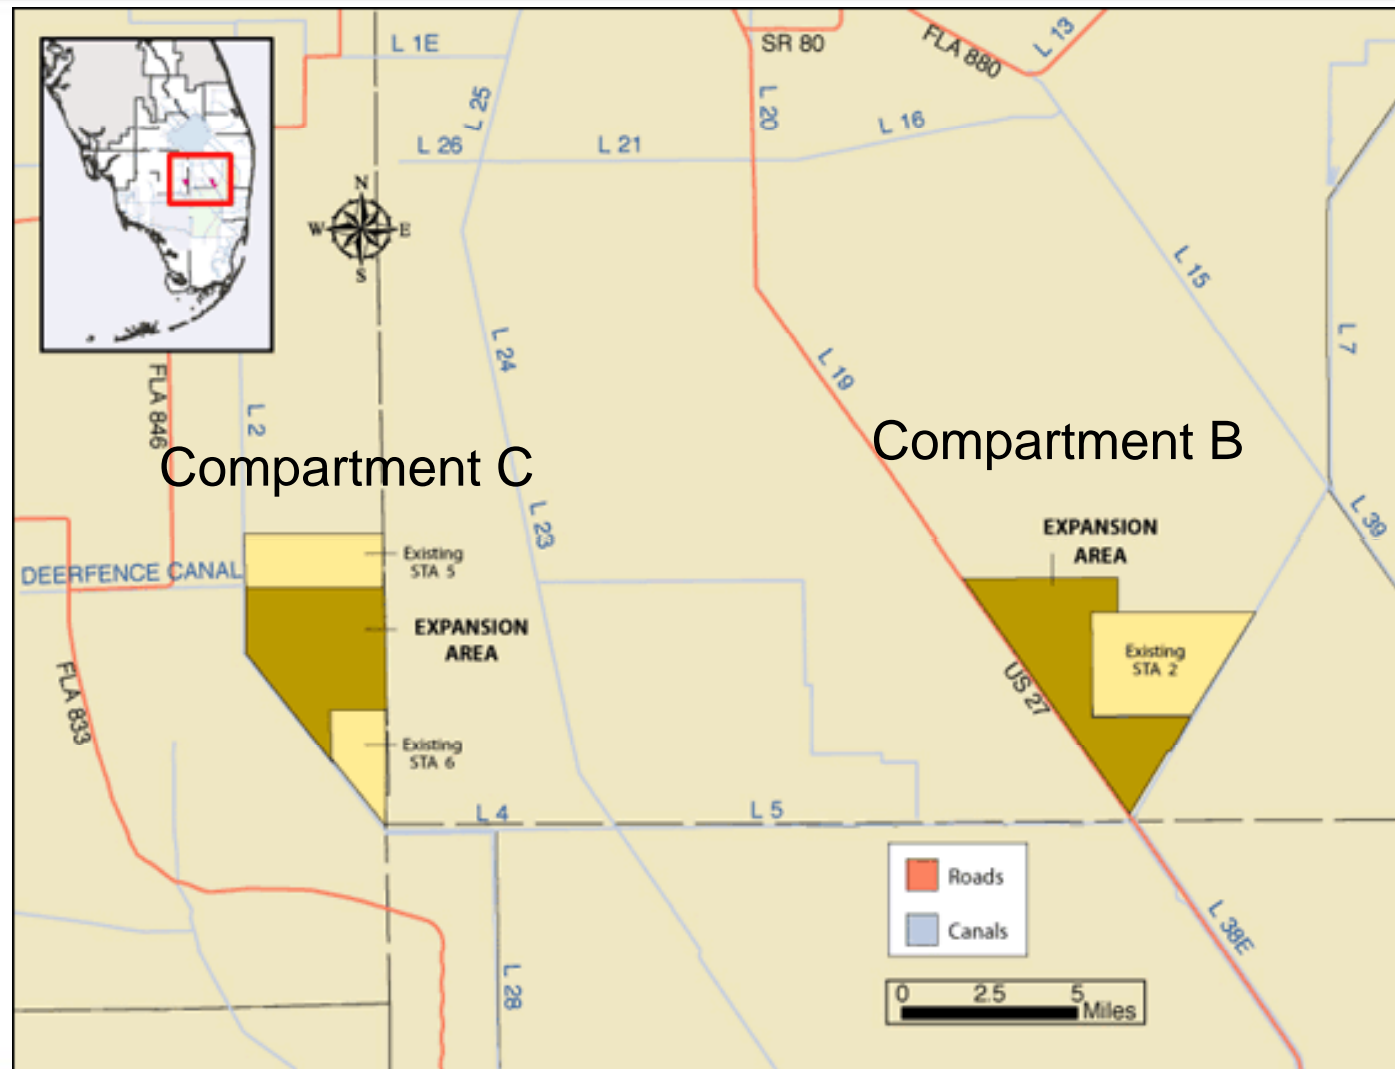 SR 80
FLA 880
L 13
L 1E
L 25
L 20
L 26
L 21
L 16
N
W
E
S
L 15
L 24
L 19
L 7
FLA 846
L 2
Compartment B
Compartment C
L 23
L 39
EXPANSION
AREA
Existing
STA 5
DEERFENCE CANAL
EXPANSION
AREA
Existing
STA 2
US 27
FLA 833
Existing
STA 6
L 4
L 5
Roads
Canals
L 38E
L 28
0 2.5 5
Miles